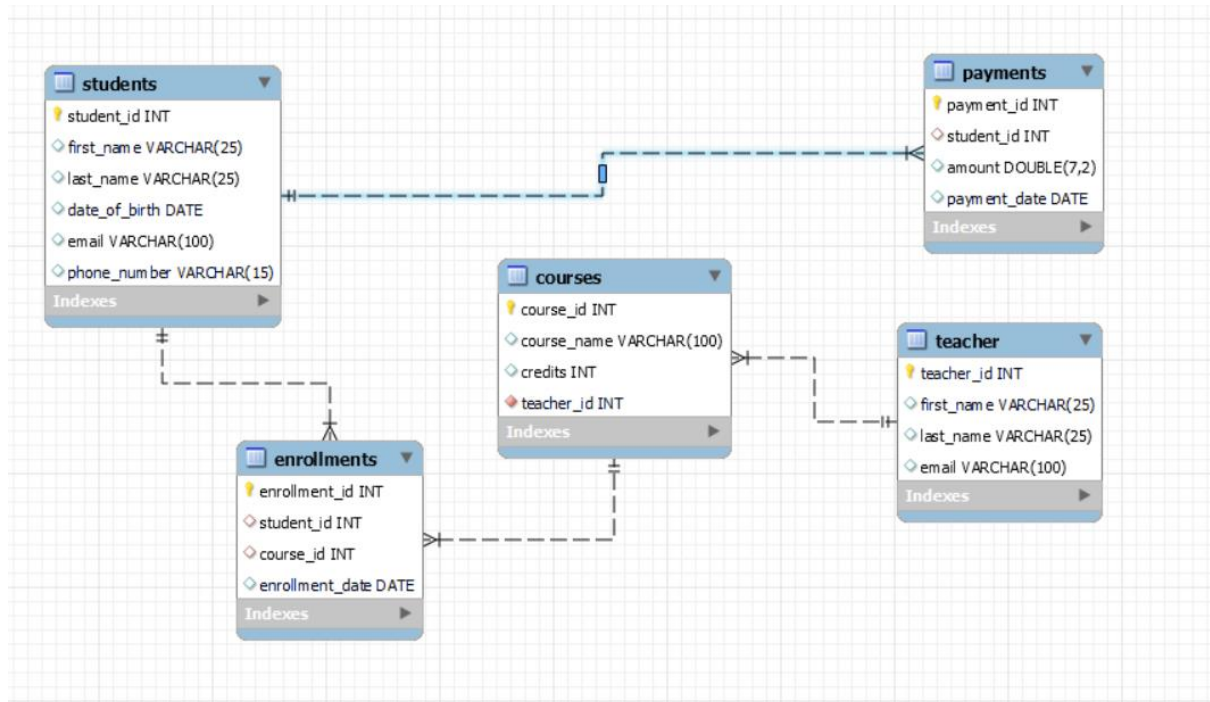 students
student_id INT
first_name VARCHAR(25)
last_name VARCHAR(25)
date_of_birth DATE
email VARCHAR(100)
phone_number VARCHAR(15)
Indexes
payments
payment_id INT
student_id INT
amount DOUBLE(7,2)
payment_date DATE
Indexes
courses
course_id INT
course_name VARCHAR(100)
credits INT
teacher_id INT
Indexes
teacher
teacher_id INT
first_name VARCHAR(25)
last_name VARCHAR(25)
email VARCHAR(100)
Indexes
enrollments
enrollment_id INT
student_id INT
course_id INT
enrollment_date DATE
Indexes